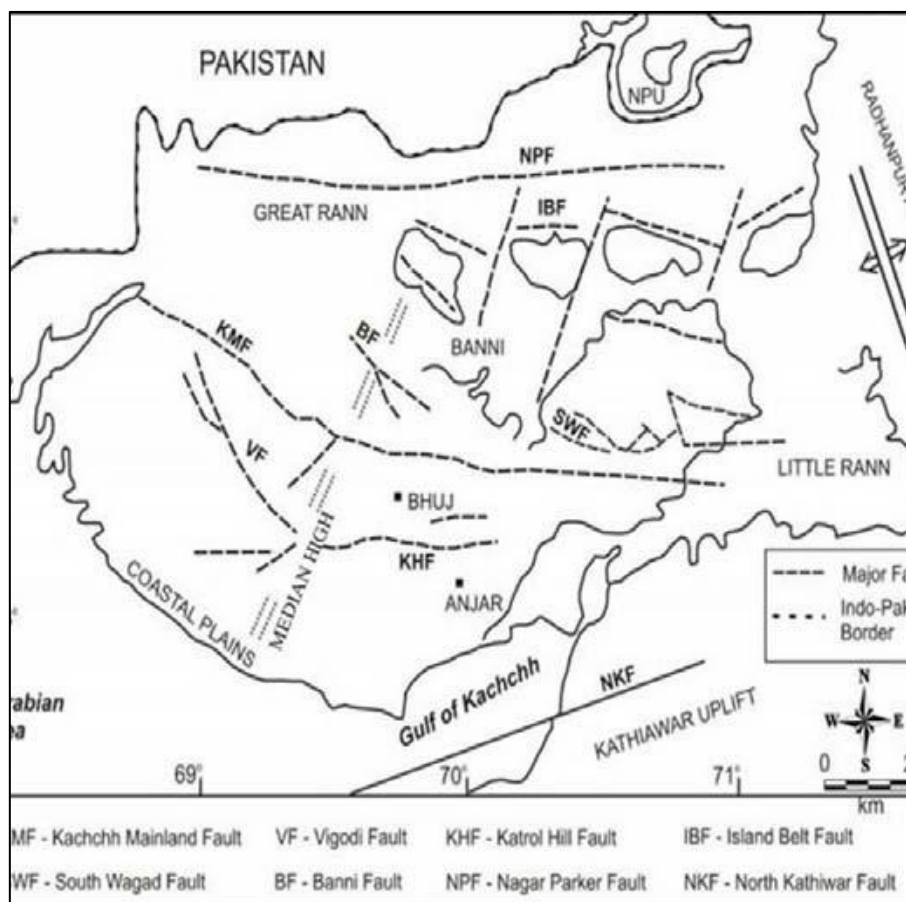 PAKISTAN
NPU
RADHANPUR
NPF
GREAT RANN
IBF
KMF
BF
BANNI
VF
SWF
LITTLE RANN
BHUJ
MEDIAN HIGH
KHF
COASTAL PLAINS
ANJAR
Major Fa
Indo-Pak
Border
Gulf of Kachchh
NKF
KATHIAWAR UPLIFT
rabian
a
N
W E
S
69°
70°
71°
0 2
km
MF - Kachchh Mainland Fault VF - Vigodi Fault KHF - Katrol Hill Fault IBF - Island Belt Fault
WF - South Wagad Fault BF - Banni Fault NPF - Nagar Parker Fault NKF - North Kathiwar Fault